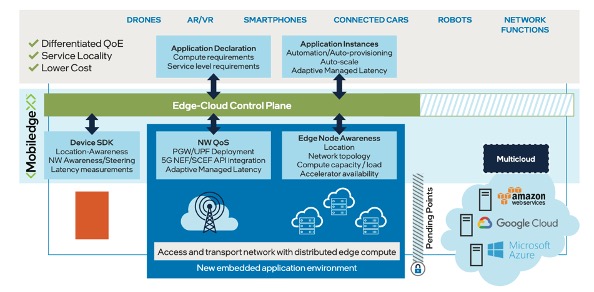 DRONES AR/VR SMARTPHONES CONNECTED CARS ROBOTS NETWORK
FUNCTIONS
Differentiated QoE
Service Locality
Lower Cost
Application Declaration
Compute requirements
Service level requirements
Application Instances
Automation/Auto-provisioning
Auto-scale
Adaptive Managed Latency
MobiledgeX
Edge-Cloud Control Plane
Device SDK
Location-Awareness
NW Awareness/Steering
Latency measurements
NW QoS
PGW/UPF Deployment
5G NEF/SCEF API Integration
Adaptive Managed Latency
Edge Node Awareness
Location
Network topology
Compute capacity / load
Accelerator availability
Multicloud
Pending Points
amazon
web services
Google Cloud
Microsoft
Azure
Access and transport network with distributed edge compute
New embedded application environment